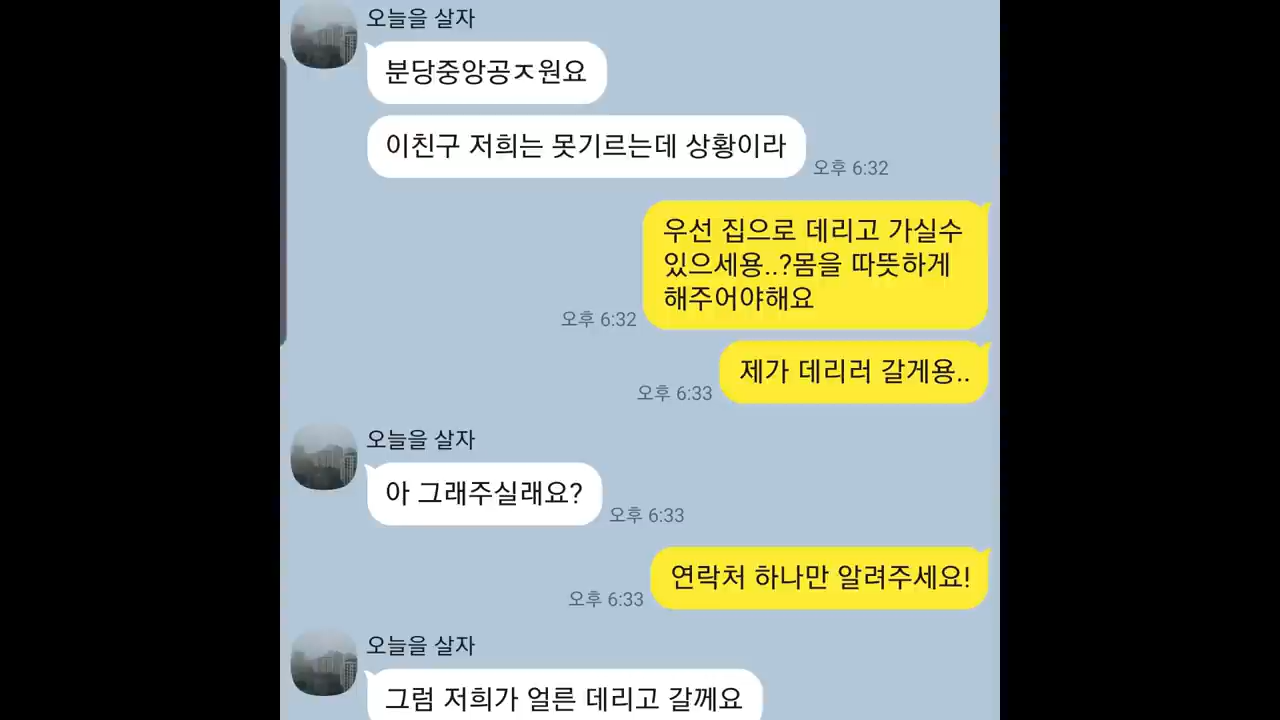 오늘을 살자
분당중앙공ㅈ원요
이친구 저희는 못기르는데 상황이라
오후 6:32
우선 집으로 데리고 가실수
있으세용..?몸을 따뜻하게
해주어야해요
오후 6:32
제가 데리러 갈게용..
오후 6:33
오늘을 살자
아 그래주실래요?
오후 6:33
연락처 하나만 알려주세요!
오후 6:33
오늘을 살자
그럼 저희가 얼른 데리고 갈께요